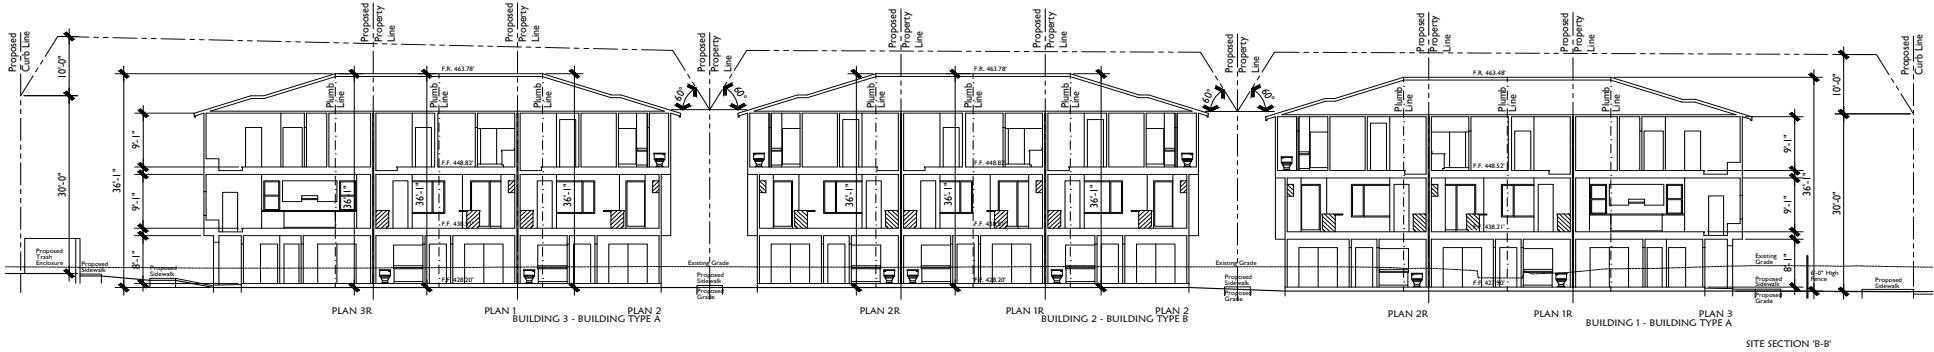 Proposed
Curb Line
10'-0"
30'-0"
36'-1"
9'-1"
9'-1"
8'-1"
Proposed
Trash
Enclosure
Proposed
Sidewalk
Proposed
Sidewalk
Proposed
Property
Line
Proposed
Property
Line
F.R. 463.78'
Plumb
Line
Plumb
Line
Plumb
Line
F.F. 448.82'
36'-1"
36'-1"
36'-1"
F.F. 428.20'
PLAN 3R
PLAN 1
PLAN 2
BUILDING 3 - BUILDING TYPE A
Proposed
Property
Line
60°
60°
Existing Grade
Proposed
Sidewalk
Proposed
Grade
Proposed
Property
Line
Proposed
Property
Line
F.R. 463.78'
Plumb
Line
Plumb
Line
Plumb
Line
F.F. 448.82'
36'-1"
36'-1"
36'-1"
F.F. 428.20'
PLAN 2R
PLAN 1R
PLAN 2
BUILDING 2 - BUILDING TYPE B
Proposed
Property
Line
60°
60°
Existing Grade
Proposed
Sidewalk
Proposed
Grade
Proposed
Property
Line
F.R. 463.48'
Plumb
Line
Plumb
Line
Plumb
Line
F.F. 448.52'
F.F. 438.21'
F.F. 427.90'
PLAN 2R
PLAN 1R
PLAN 3
BUILDING 1 - BUILDING TYPE A
9'-1"
9'-1"
8'-1"
36'-1"
10'-0"
30'-0"
Existing
Grade
Proposed
Sidewalk
Proposed
Grade
6'-0" High
Fence
Proposed
Sidewalk
Proposed
Curb Line
SITE SECTION 'B-B'